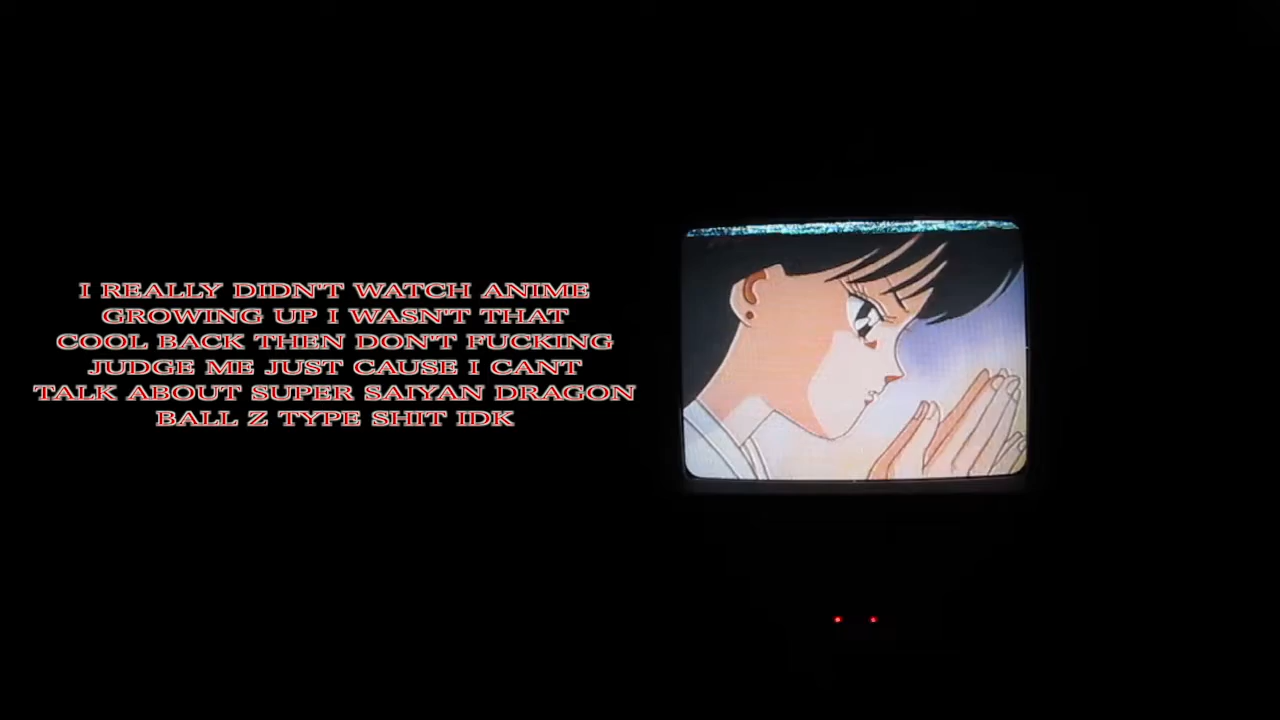 I REALLY DIDN'T WATCH ANIME
GROWING UP I WASN'T THAT
COOL BACK THEN DON'T FUCKING
JUDGE ME JUST CAUSE I CANT
TALK ABOUT SUPER SAIYAN DRAGON
BALL Z TYPE SHIT IDK